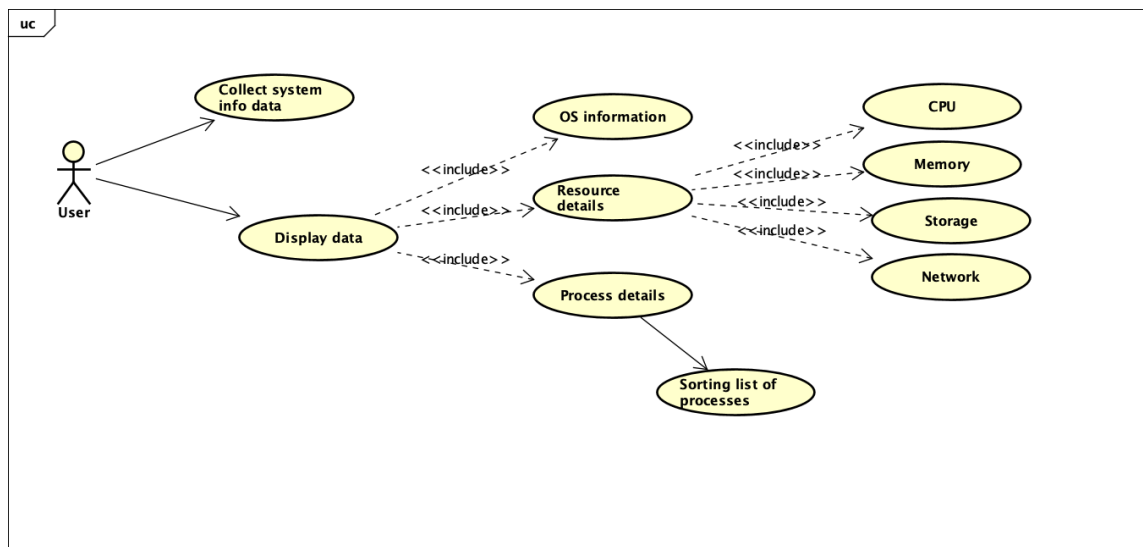 uc
Collect system
info data
User
Display data
<<include>>
<<include>>
<<include>>
OS information
Resource
details
Process details
Sorting list of
processes
<<include>>
<<include>>
<<include>>
<<include>>
CPU
Memory
Storage
Network